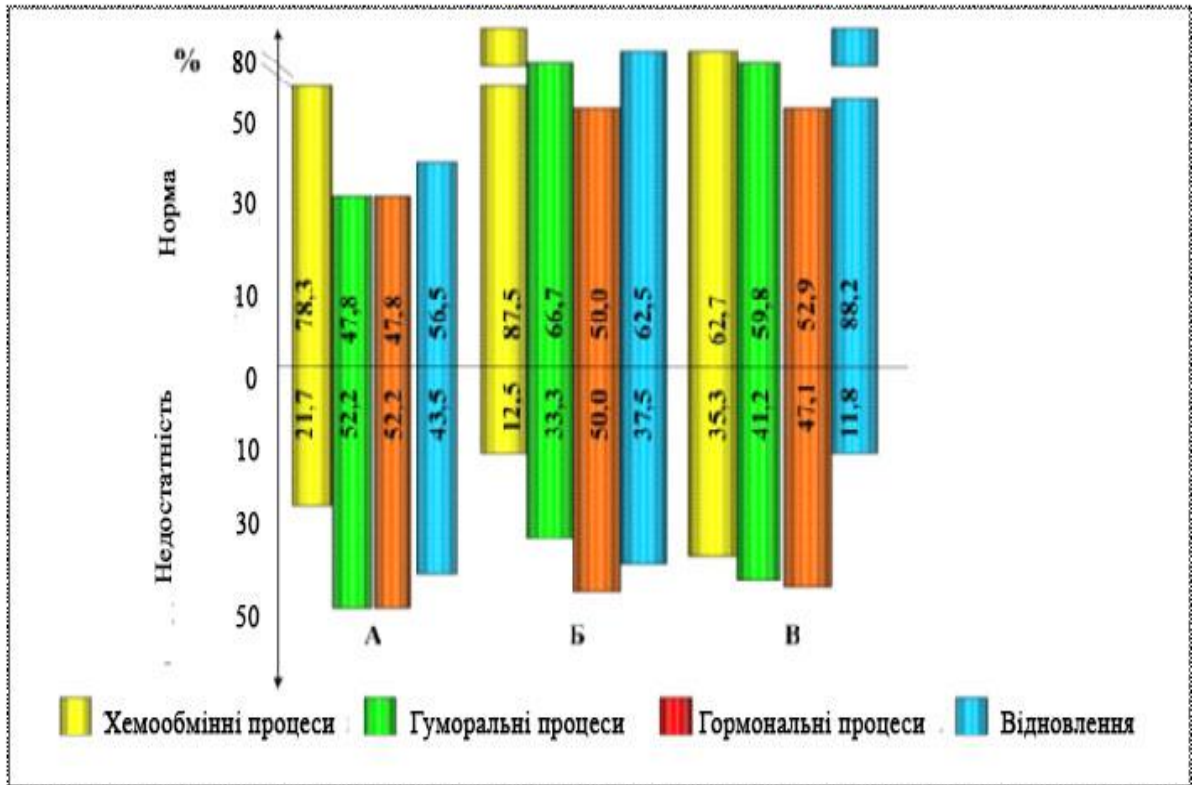 %
80
50
30
10
0
10
30
50
Норма
Недостатність
78,3 47,8 47,8 56,5 87,5 66,7 50,0 62,5 62,7 59,8 52,9 88,2
21,7 52,2 52,2 43,5 12,5 33,3 50,0 37,5 35,3 41,2 47,1 11,8
А Б В
Хемообмінні процеси Гуморальні процеси Гормональні процеси Відновлення